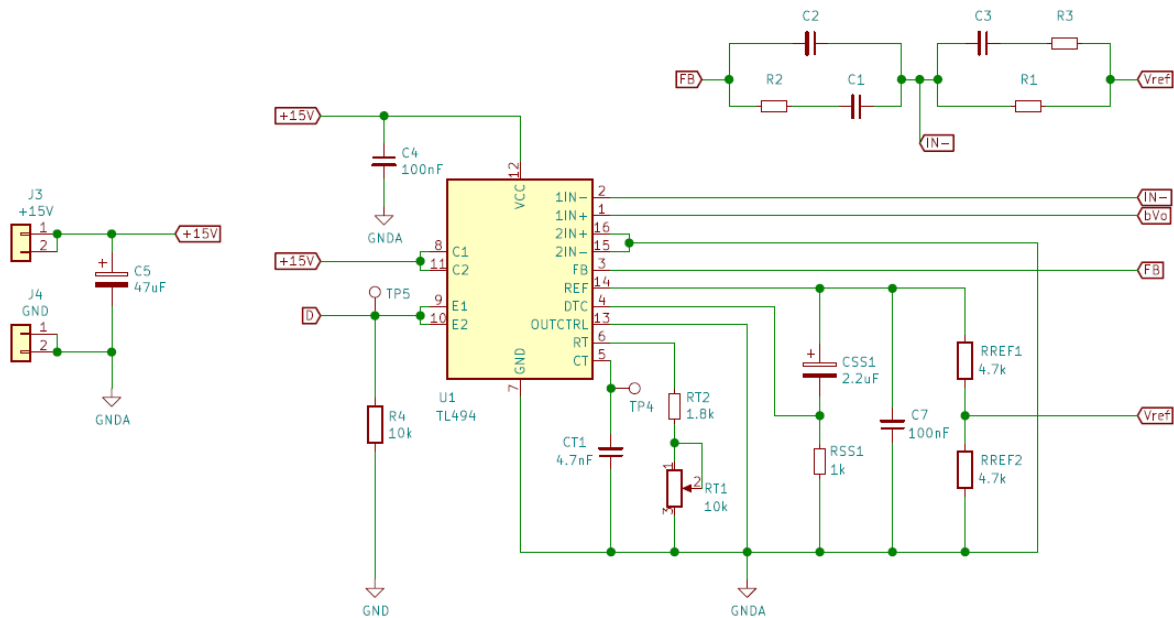 C2
C3
R3
FB
R2
C1
R1
Vref
IN-
+15V
C4
100nF
GNDA
12
VCC
1IN- 2
IN-
1IN+ 1
bVo
2IN+ 16
2IN- 15
FB 3
FB
REF 14
DTC 4
OUTCTRL 13
RT 6
CT 5
J3
+15V
1
2
+15V
C5
47uF
J4
GND
1
2
GNDA
+15V
8 C1
11 C2
TP5
D
9 E1
10 E2
GND
7
U1
TL494
R4
10k
GND
TP4
CT1
4.7nF
RT2
1.8k
1
2
3
RT1
10k
CSS1
2.2uF
RSS1
1k
C7
100nF
RREF1
4.7k
Vref
RREF2
4.7k
GNDA